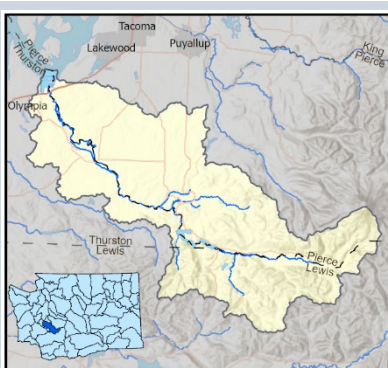 Tacoma
Lakewood
Puyallup
King
Pierce
Pierce
Thurston
Olympia
Thurston
Lewis
Pierce
Lewis